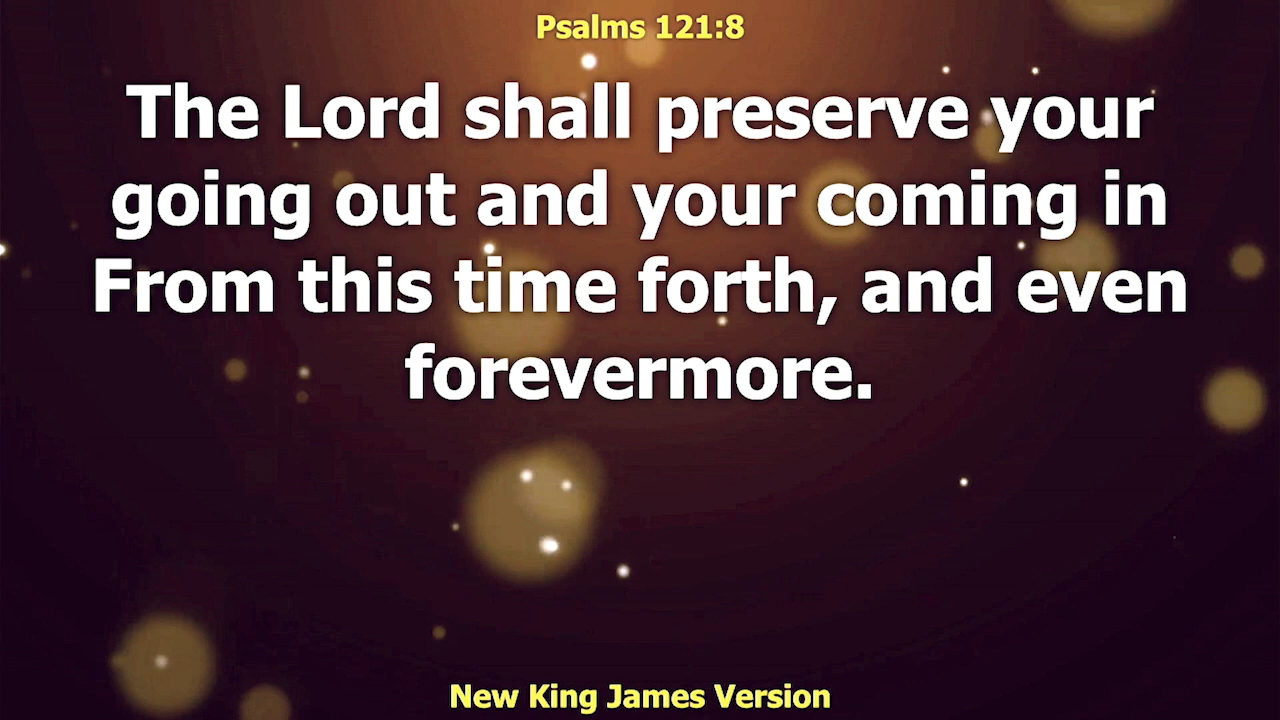 Psalms 121:8
The Lord shall preserve your
going out and your coming in
From this time forth, and even
forevermore.
New King James Version